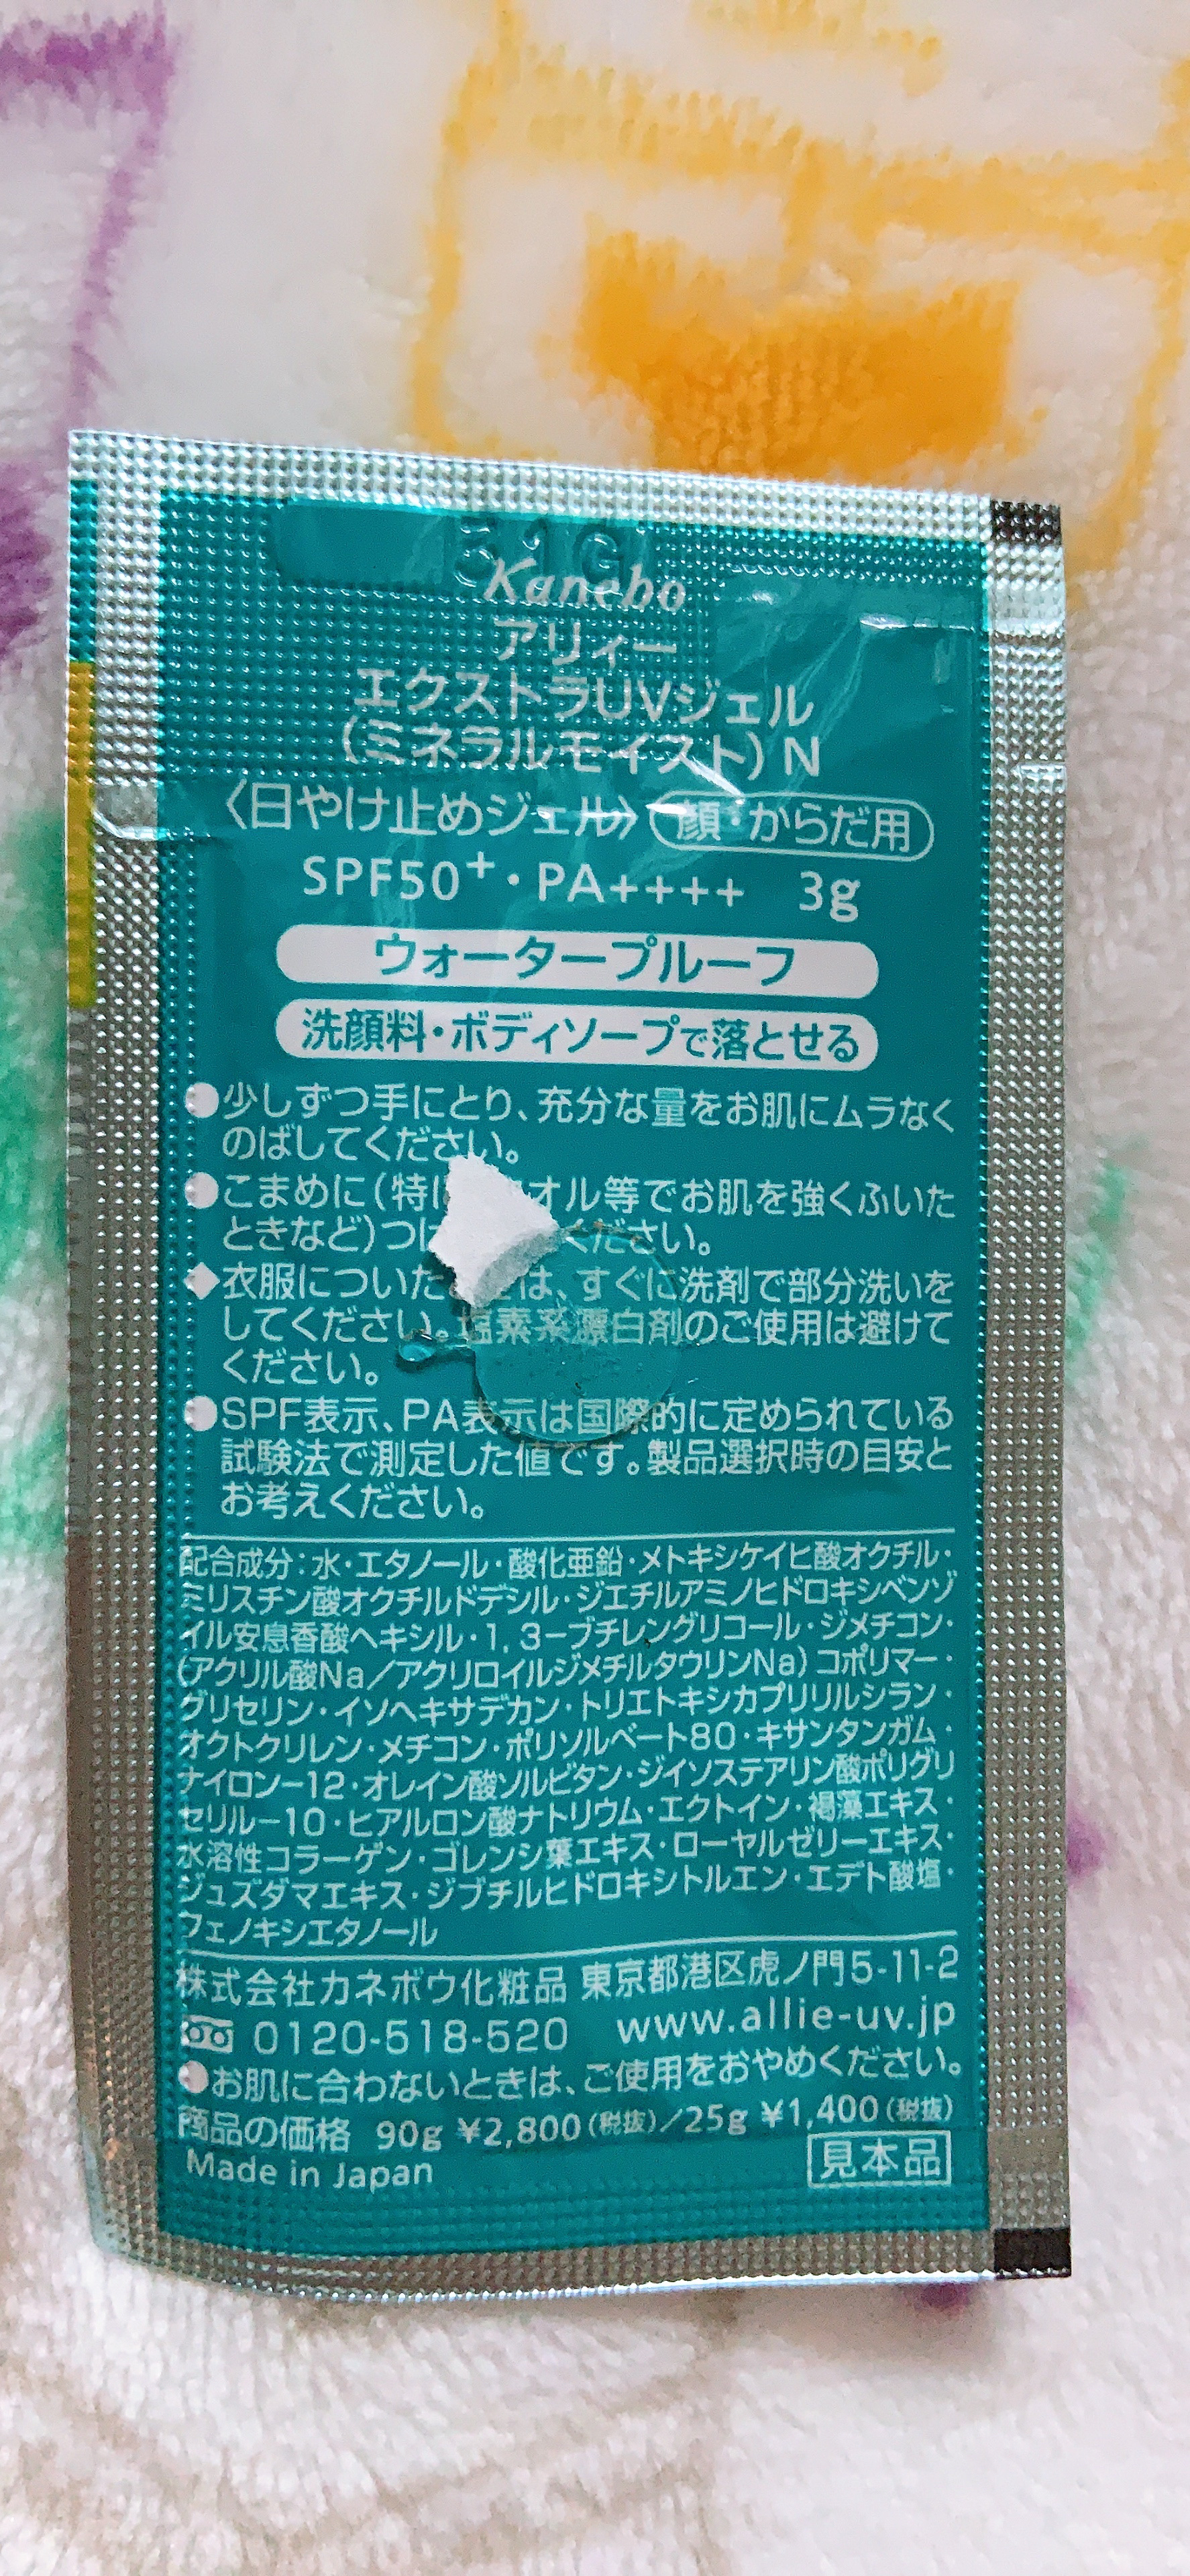 51G
Kanebo
アリィー
エクストラUVジェル
(ミネラルモイスト)N
〈日やけ止めジェル〉 顔・からだ用
SPF50+・PA++++ 3g
ウォータープルーフ
洗顔料・ボディソープで落とせる
●少しずつ手にとり、充分な量をお肌にムラなく
のばしてください。
●こまめに(特に オル等でお肌を強くふいた
ときなど)つけ ください。
◆衣服についた は、すぐに洗剤で部分洗いを
してください。塩素系漂白剤のご使用は避けて
ください。
●SPF表示、PA表示は国際的に定められている
試験法で測定した値です。製品選択時の目安と
お考えください。
配合成分:水・エタノール・酸化亜鉛・メトキシケイヒ酸オクチル・
ミリスチン酸オクチルドデシル・ジエチルアミノヒドロキシベンゾ
イル安息香酸ヘキシル・1,3-ブチレングリコール・ジメチコン・
(アクリル酸Na/アクリロイルジメチルタウリンNa)コポリマー・
グリセリン・イソヘキサデカン・トリエトキシカプリリルシラン・
オクトクリレン・メチコン・ポリソルベート80・キサンタンガム・
ナイロン-12・オレイン酸ソルビタン・ジイソステアリン酸ポリグリ
セリル-10・ヒアルロン酸ナトリウム・エクトイン・褐藻エキス・
水溶性コラーゲン・ゴレンシ葉エキス・ローヤルゼリーエキス・
ジュズダマエキス・ジブチルヒドロキシトルエン・エデト酸塩・
フェノキシエタノール
株式会社カネボウ化粧品 東京都港区虎ノ門5-11-2
0120-518-520 www.allie-uv.jp
●お肌に合わないときは、ご使用をおやめください。
商品の価格 90g ¥2,800(税抜)/25g ¥1,400(税抜)
Made in Japan 見本品